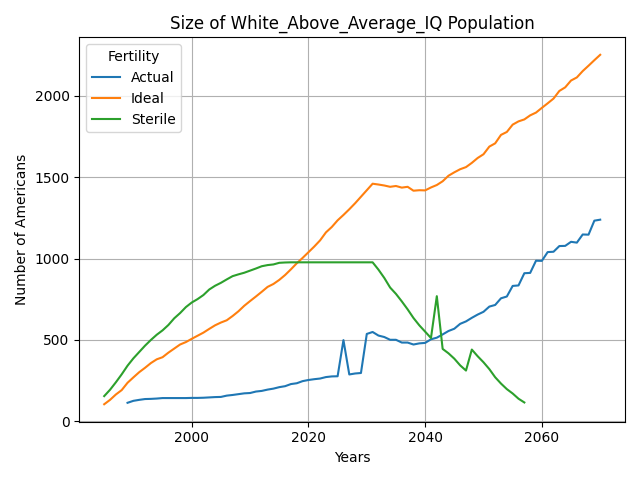 Size of White_Above_Average_IQ Population
Fertility
Actual
Ideal
Sterile
Number of Americans
2000
1500
1000
500
0
2000 2020 2040 2060
Years